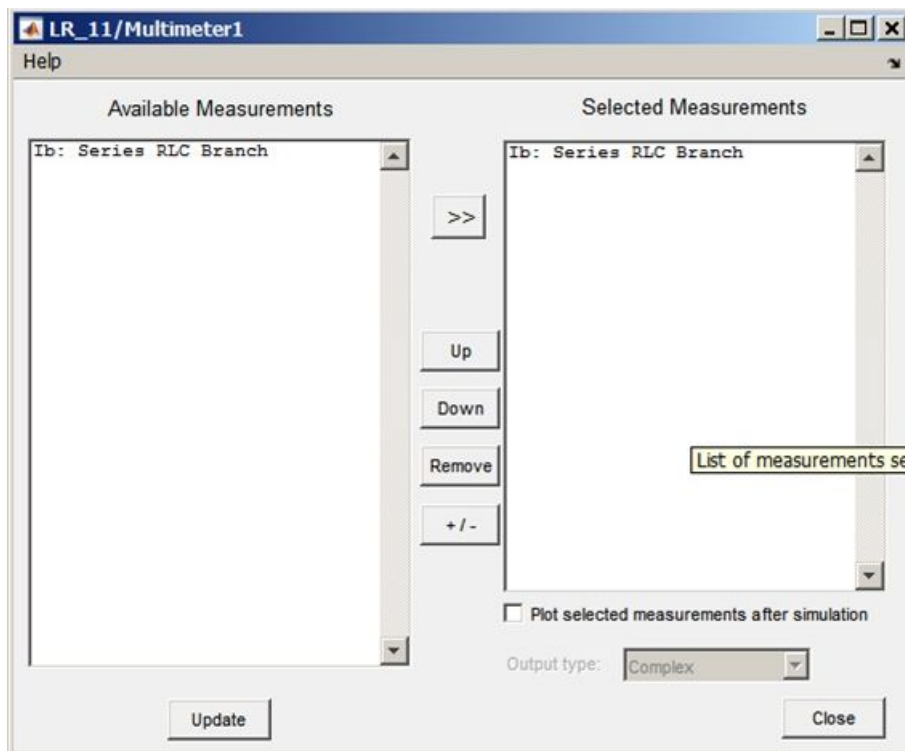 LR_11/Multimeter1
Help
Available Measurements
Selected Measurements
Ib: Series RLC Branch
Ib: Series RLC Branch
>>
Up
Down
Remove
+ / -
List of measurements se
Plot selected measurements after simulation
Output type:
Complex
Update
Close